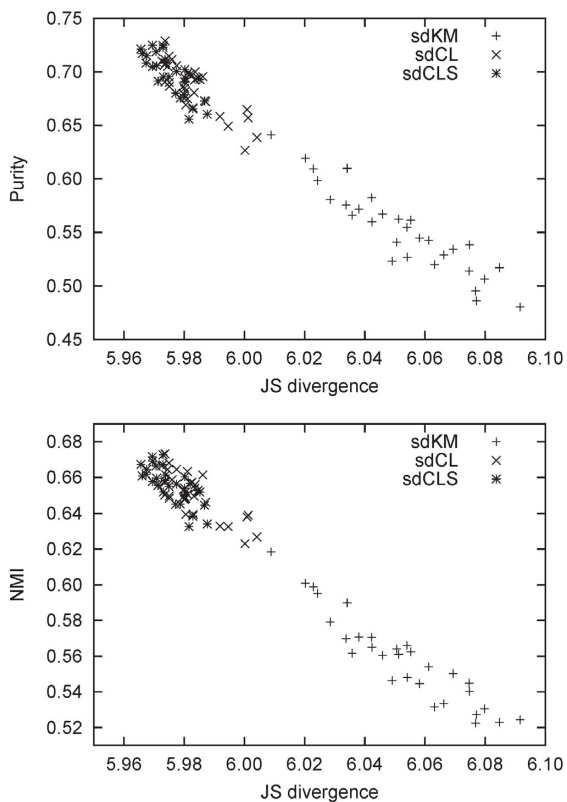 0.75
0.70
0.65
0.60
0.55
0.50
0.45
Purity
sdKM
sdCL
sdCLS
5.96 5.98 6.00 6.02 6.04 6.06 6.08 6.10
JS divergence
0.68
0.66
0.64
0.62
0.60
0.58
0.56
0.54
0.52
NMI
sdKM
sdCL
sdCLS
5.96 5.98 6.00 6.02 6.04 6.06 6.08 6.10
JS divergence